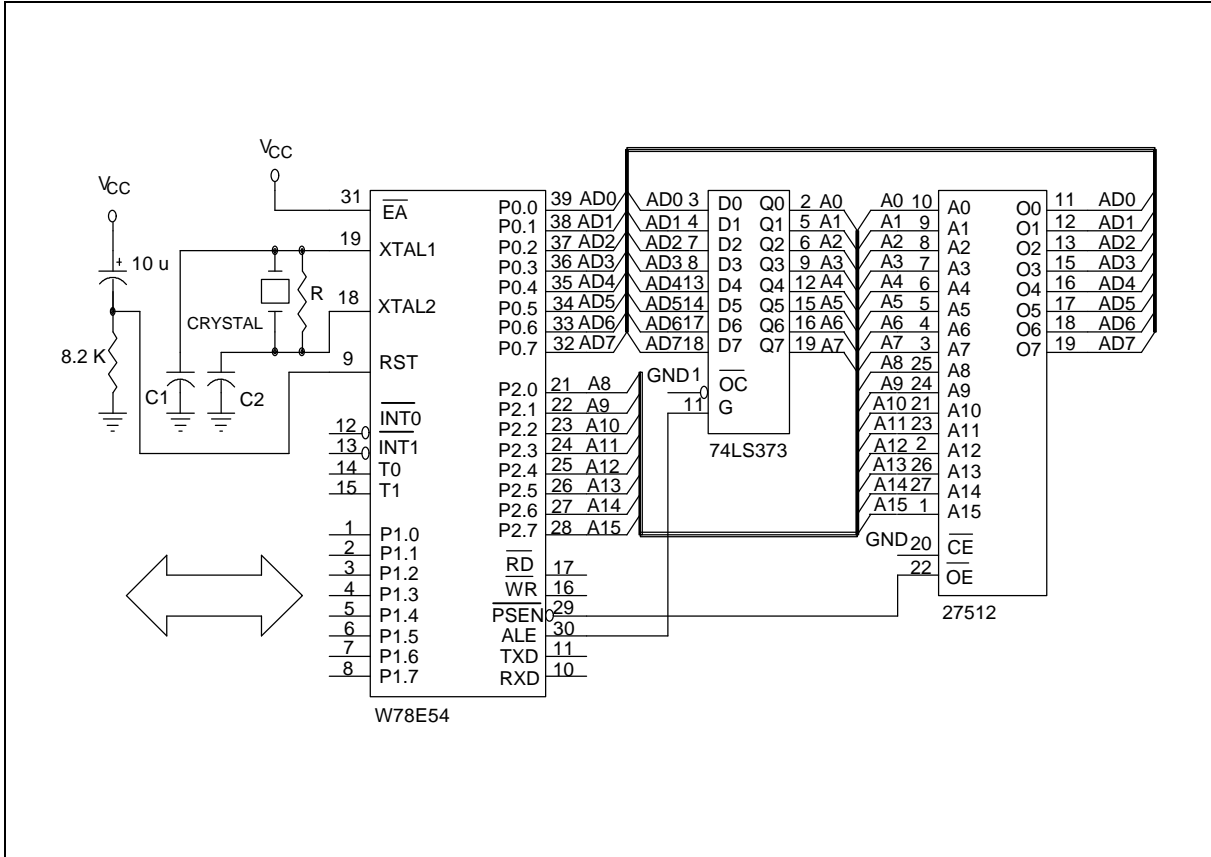 VCC
VCC
10 u
8.2 K
C1
C2
CRYSTAL
R
31 EA
19 XTAL1
18 XTAL2
9 RST
12 INT0
13 INT1
14 T0
15 T1
1 P1.0
2 P1.1
3 P1.2
4 P1.3
5 P1.4
6 P1.5
7 P1.6
8 P1.7
P0.0 39 AD0
P0.1 38 AD1
P0.2 37 AD2
P0.3 36 AD3
P0.4 35 AD4
P0.5 34 AD5
P0.6 33 AD6
P0.7 32 AD7
P2.0 21 A8
P2.1 22 A9
P2.2 23 A10
P2.3 24 A11
P2.4 25 A12
P2.5 26 A13
P2.6 27 A14
P2.7 28 A15
RD 17
WR 16
PSEN 29
ALE 30
TXD 11
RXD 10
W78E54
AD0 3 D0 Q0 2 A0
AD1 4 D1 Q1 5 A1
AD2 7 D2 Q2 6 A2
AD3 8 D3 Q3 9 A3
AD4 13 D4 Q4 12 A4
AD5 14 D5 Q5 15 A5
AD6 17 D6 Q6 16 A6
AD7 18 D7 Q7 19 A7
GND 1 OC
11 G
74LS373
A0 10 A0 O0 11 AD0
A1 9 A1 O1 12 AD1
A2 8 A2 O2 13 AD2
A3 7 A3 O3 15 AD3
A4 6 A4 O4 16 AD4
A5 5 A5 O5 17 AD5
A6 4 A6 O6 18 AD6
A7 3 A7 O7 19 AD7
A8 25 A8
A9 24 A9
A10 21 A10
A11 23 A11
A12 2 A12
A13 26 A13
A14 27 A14
A15 1 A15
GND 20 CE
22 OE
27512